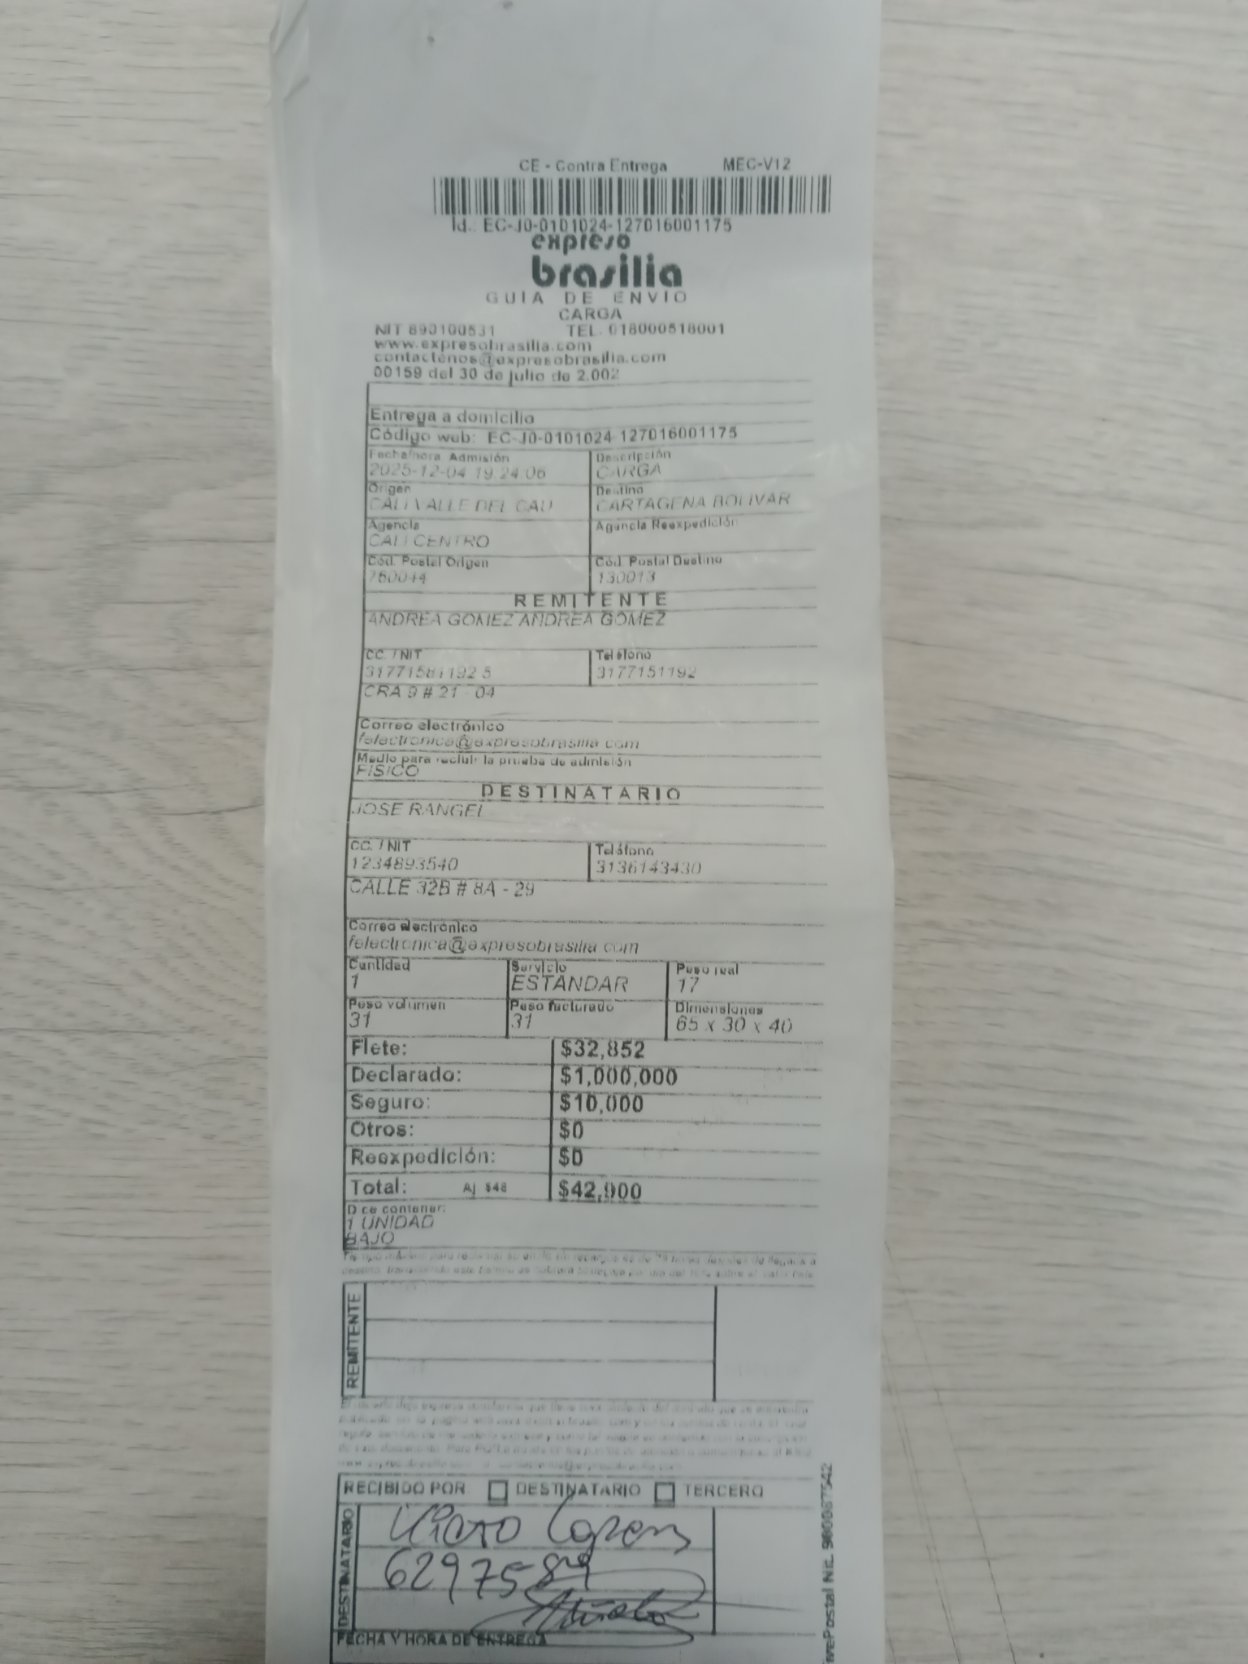 CE - Contra Entrega MEC-V12
Id.: EC-J0-0101024-127016001175
expreso
brasilia
GUIA DE ENVIO
CARGA
NIT 890100531 TEL. 018000518001
www.expresobrasilia.com
contactenos@expresobrasilia.com
00159 del 30 de julio de 2.002
Entrega a domicilio
Código web: EC-J0-0101024 127016001175
Fecha/hora Admisión Descripción
2025-12-04 19:24:06 CARGA
Origen Destino
CALI VALLE DEL CAU CARTAGENA BOLIVAR
Agencia Agencia Reexpedición
CALI CENTRO
Cód. Postal Origen Cód. Postal Destino
760044 130013
REMITENTE
ANDREA GOMEZ ANDREA GOMEZ
CC. / NIT Teléfono
3177151192
CRA 9 # 21 - 04
Correo electrónico
felectronica@expresobrasilia.com
Medio para recibir la prueba de admisión
FISICO
DESTINATARIO
JOSE RANGEL
CC. / NIT Teléfono
1234893540 3136143430
CALLE 32B # 8A - 29
Correo electrónico
felectronica@expresobrasilia.com
Cantidad Servicio Peso real
1 ESTÁNDAR 17
Peso volumen Peso facturado Dimensiones
31 31 65 x 30 x 40
Flete: $32,852
Declarado: $1,000,000
Seguro: $10,000
Otros: $0
Reexpedición: $0
Total: Aj $48 $42,900
Dice contener:
1 UNIDAD
BAJO
REMITENTE
RECIBIDO POR DESTINATARIO TERCERO
DESTINATARIO
6297589
FECHA Y HORA DE ENTREGA